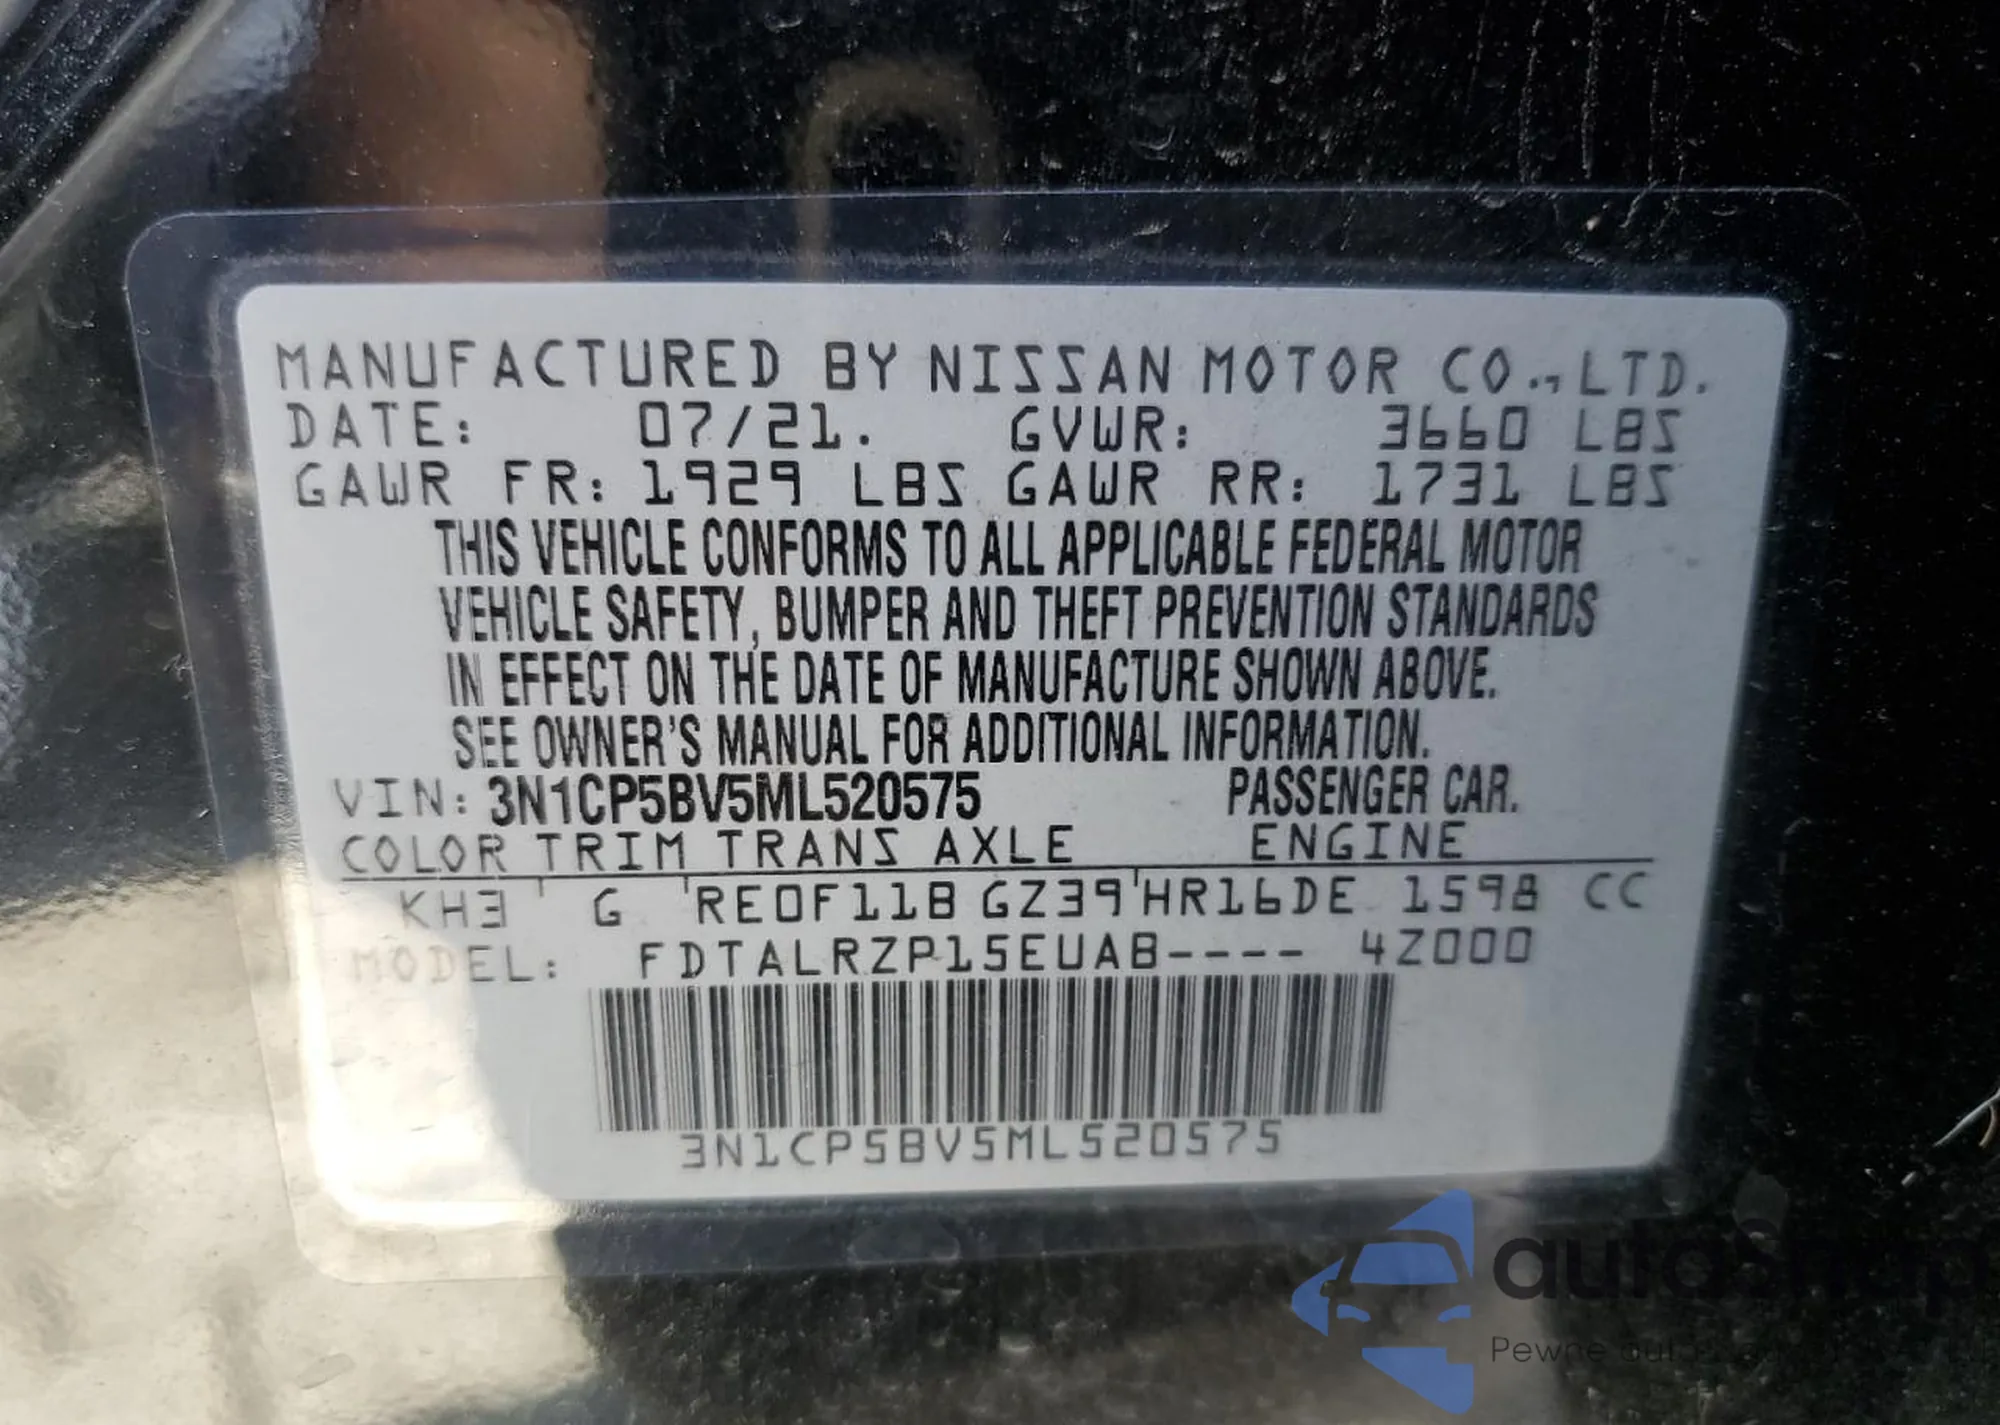 MANUFACTURED BY NISSAN MOTOR CO., LTD.
DATE: 07/21. GVWR: 3660 LBS
GAWR FR: 1929 LBS GAWR RR: 1731 LBS
THIS VEHICLE CONFORMS TO ALL APPLICABLE FEDERAL MOTOR
VEHICLE SAFETY, BUMPER AND THEFT PREVENTION STANDARDS
IN EFFECT ON THE DATE OF MANUFACTURE SHOWN ABOVE.
SEE OWNER'S MANUAL FOR ADDITIONAL INFORMATION.
VIN: 3N1CP5BV5ML520575 PASSENGER CAR.
COLOR TRIM TRANS AXLE ENGINE
KH3 G RE0F11B GZ39 HR16DE 1598 CC
MODEL: FDTALRZP15EUAB---- 4Z000
3N1CP5BV5ML520575
autoshop
Pewne